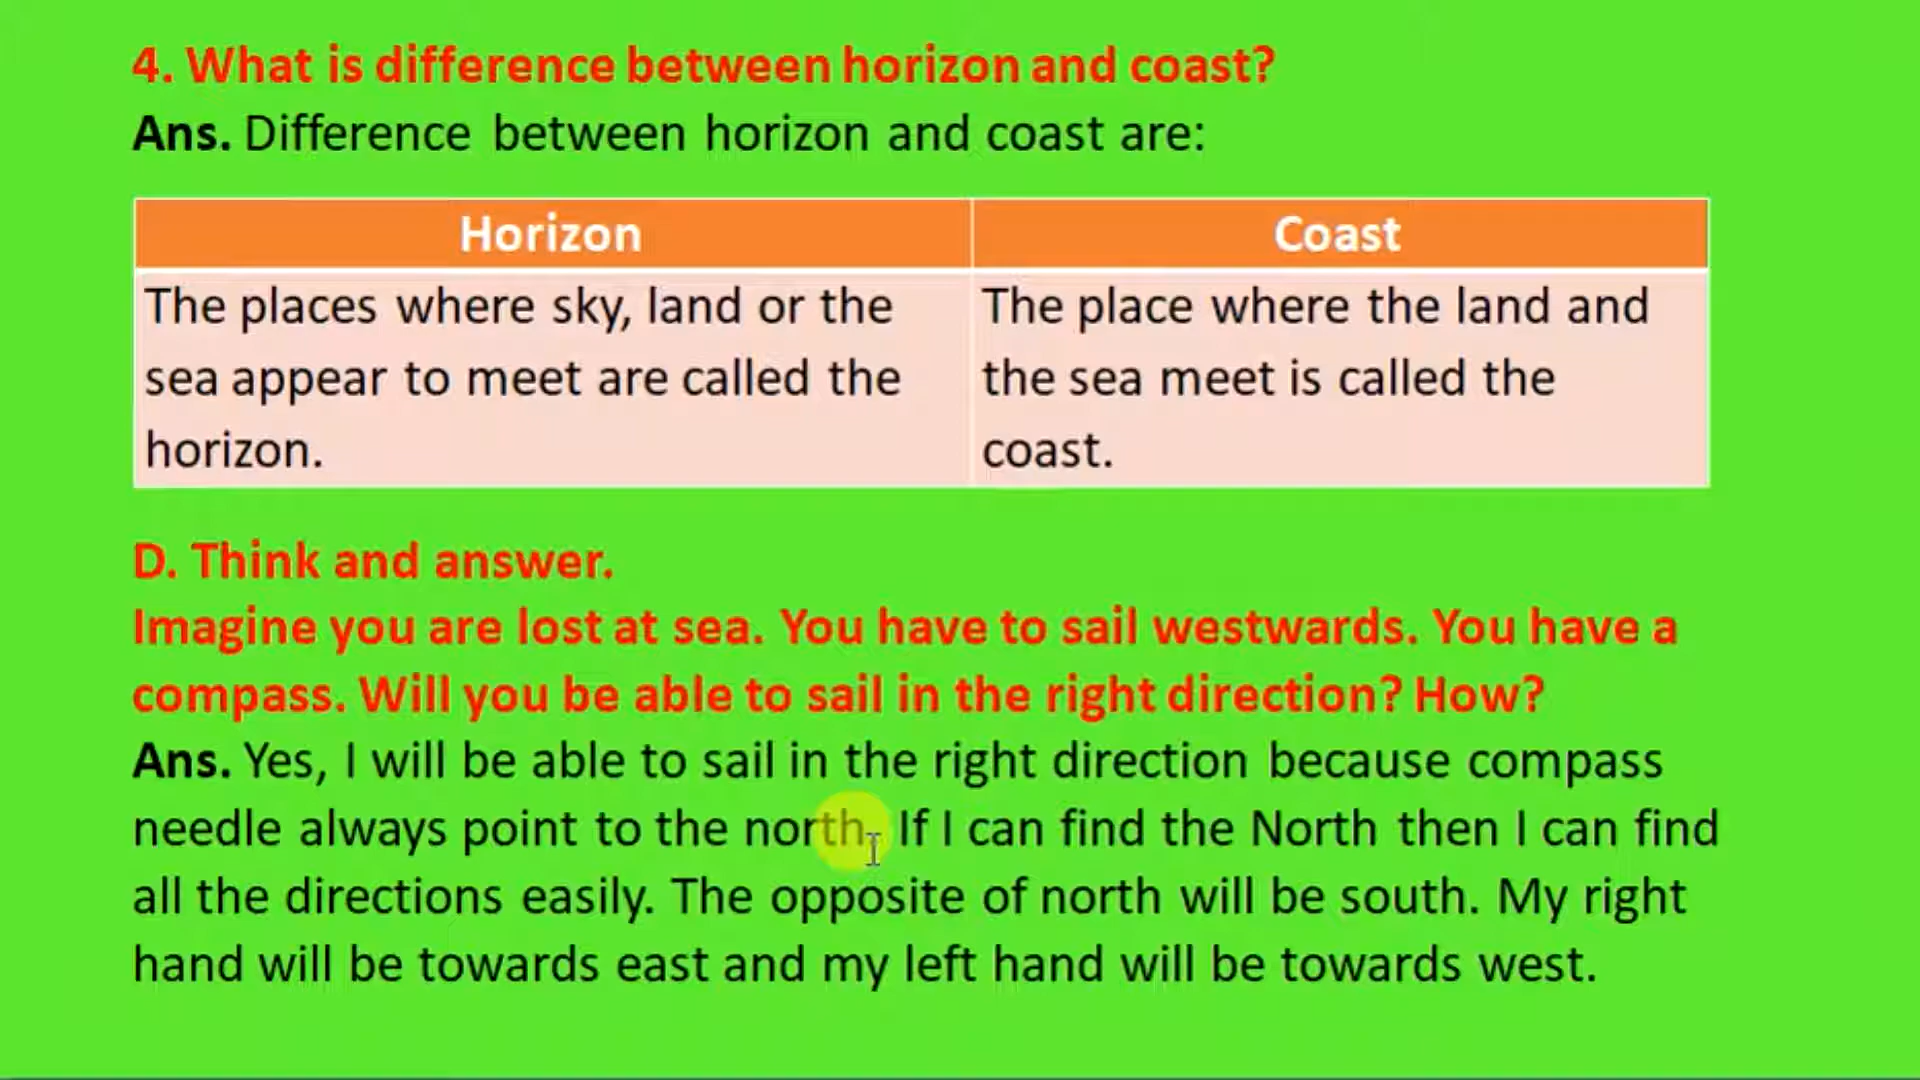 4. What is difference between horizon and coast?
Ans. Difference between horizon and coast are:
Horizon
The places where sky, land or the
sea appear to meet are called the
horizon.
Coast
The place where the land and
the sea meet is called the
coast.
D. Think and answer.
Imagine you are lost at sea. You have to sail westwards. You have a
compass. Will you be able to sail in the right direction? How?
Ans. Yes, I will be able to sail in the right direction because compass
needle always point to the north. If I can find the North then I can find
all the directions easily. The opposite of north will be south. My right
hand will be towards east and my left hand will be towards west.